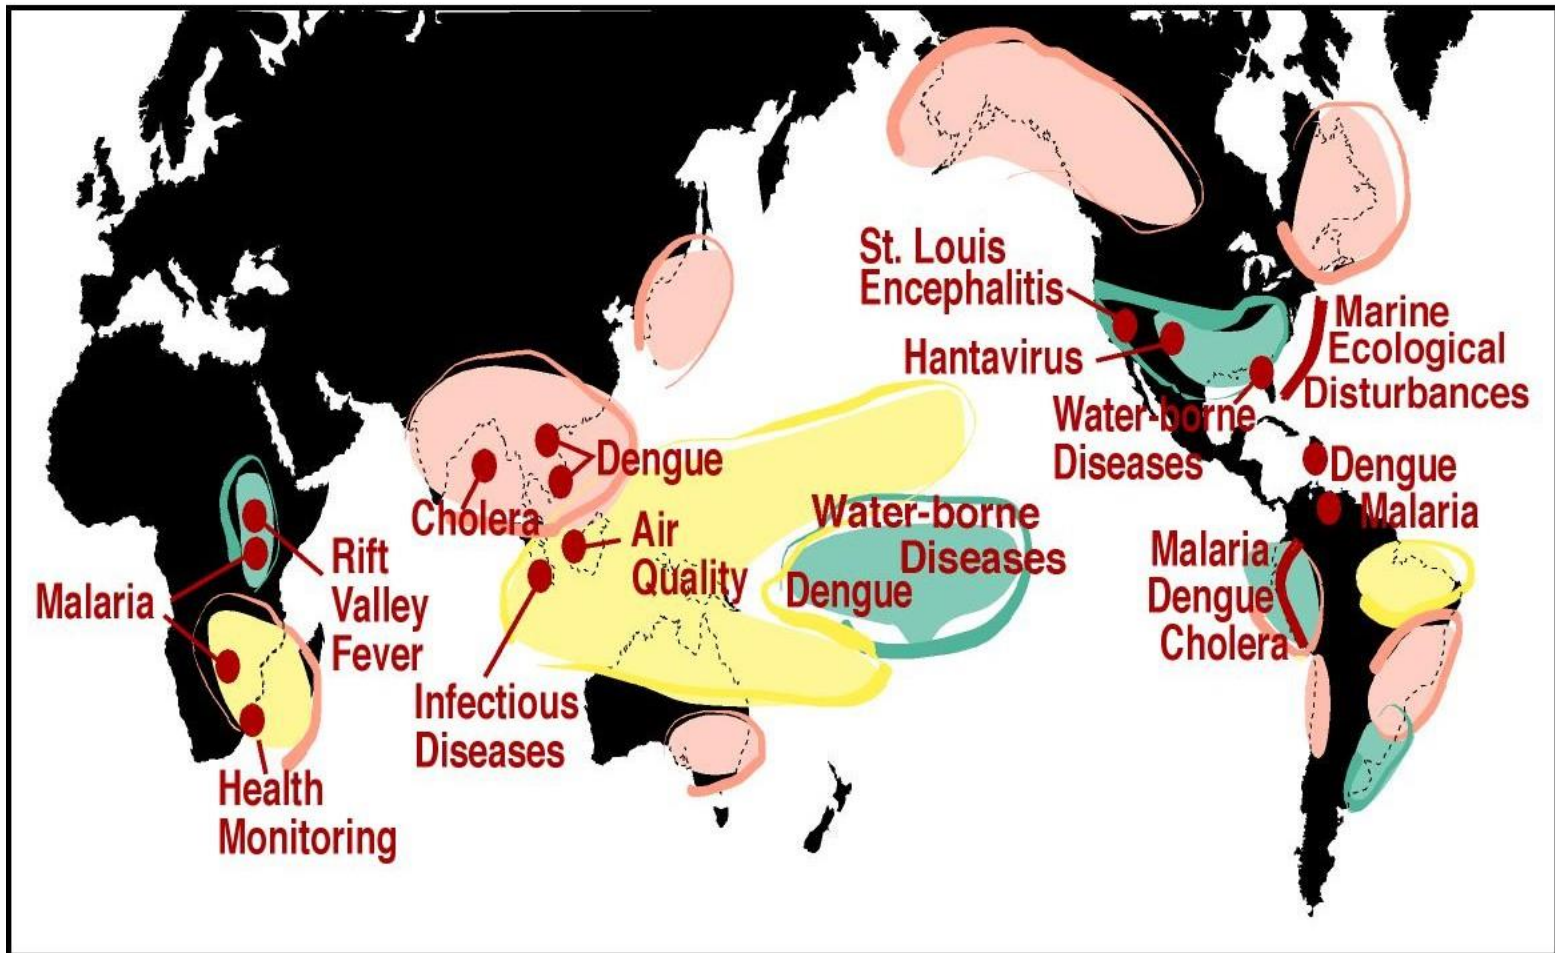 St. Louis
Encephalitis
Hantavirus
Marine
Ecological
Disturbances
Water-borne
Diseases
Dengue
Malaria
Dengue
Cholera
Air
Quality
Water-borne
Diseases
Dengue
Malaria
Dengue
Cholera
Malaria
Rift
Valley
Fever
Infectious
Diseases
Health
Monitoring